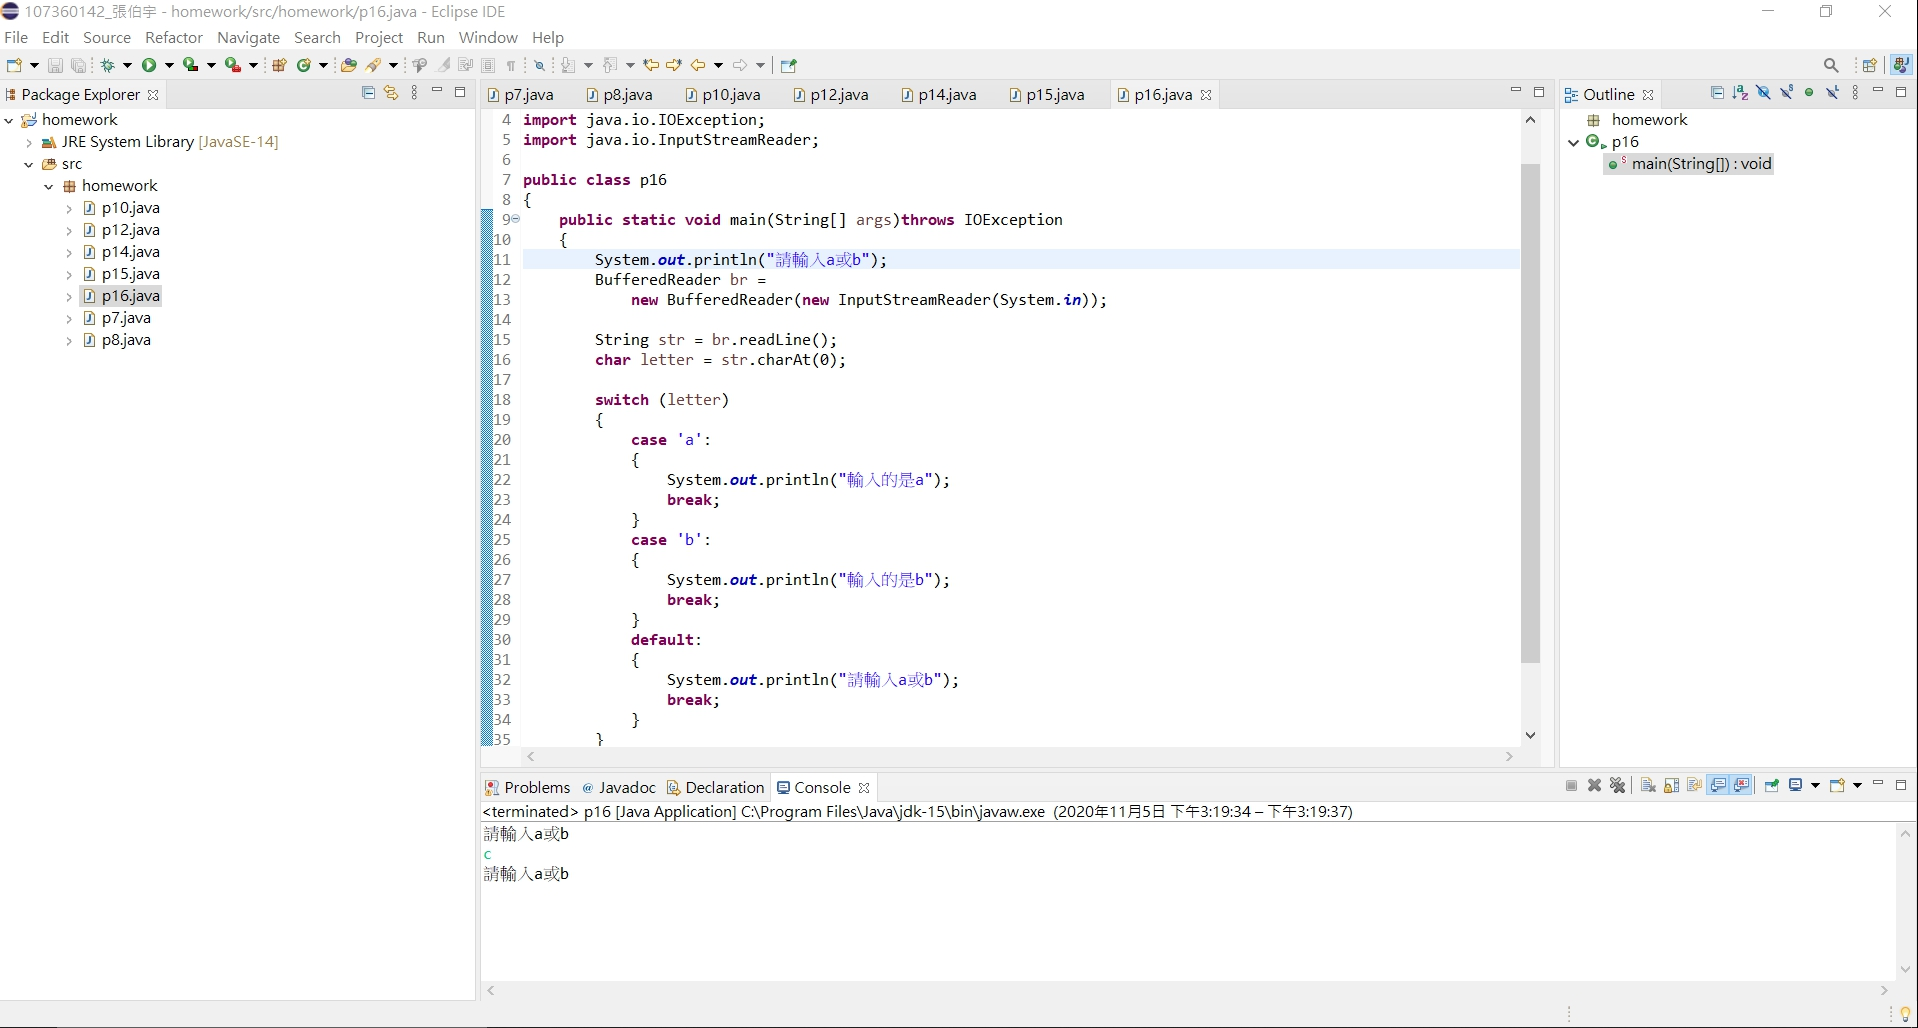 107360142_張伯宇 - homework/src/homework/p16.java - Eclipse IDE
File Edit Source Refactor Navigate Search Project Run Window Help
Package Explorer
homework
JRE System Library [JavaSE-14]
src
homework
p10.java
p12.java
p14.java
p15.java
p16.java
p7.java
p8.java
p7.java p8.java p10.java p12.java p14.java p15.java p16.java
4 import java.io.IOException;
5 import java.io.InputStreamReader;
6
7 public class p16
8 {
9 public static void main(String[] args)throws IOException
10 {
11 System.out.println("請輸入a或b");
12 BufferedReader br =
13 new BufferedReader(new InputStreamReader(System.in));
14
15 String str = br.readLine();
16 char letter = str.charAt(0);
17
18 switch (letter)
19 {
20 case 'a':
21 {
22 System.out.println("輸入的是a");
23 break;
24 }
25 case 'b':
26 {
27 System.out.println("輸入的是b");
28 break;
29 }
30 default:
31 {
32 System.out.println("請輸入a或b");
33 break;
34 }
35 }
Outline
homework
p16
main(String[]) : void
Problems Javadoc Declaration Console
<terminated> p16 [Java Application] C:\Program Files\Java\jdk-15\bin\javaw.exe (2020年11月5日 下午3:19:34 – 下午3:19:37)
請輸入a或b
c
請輸入a或b